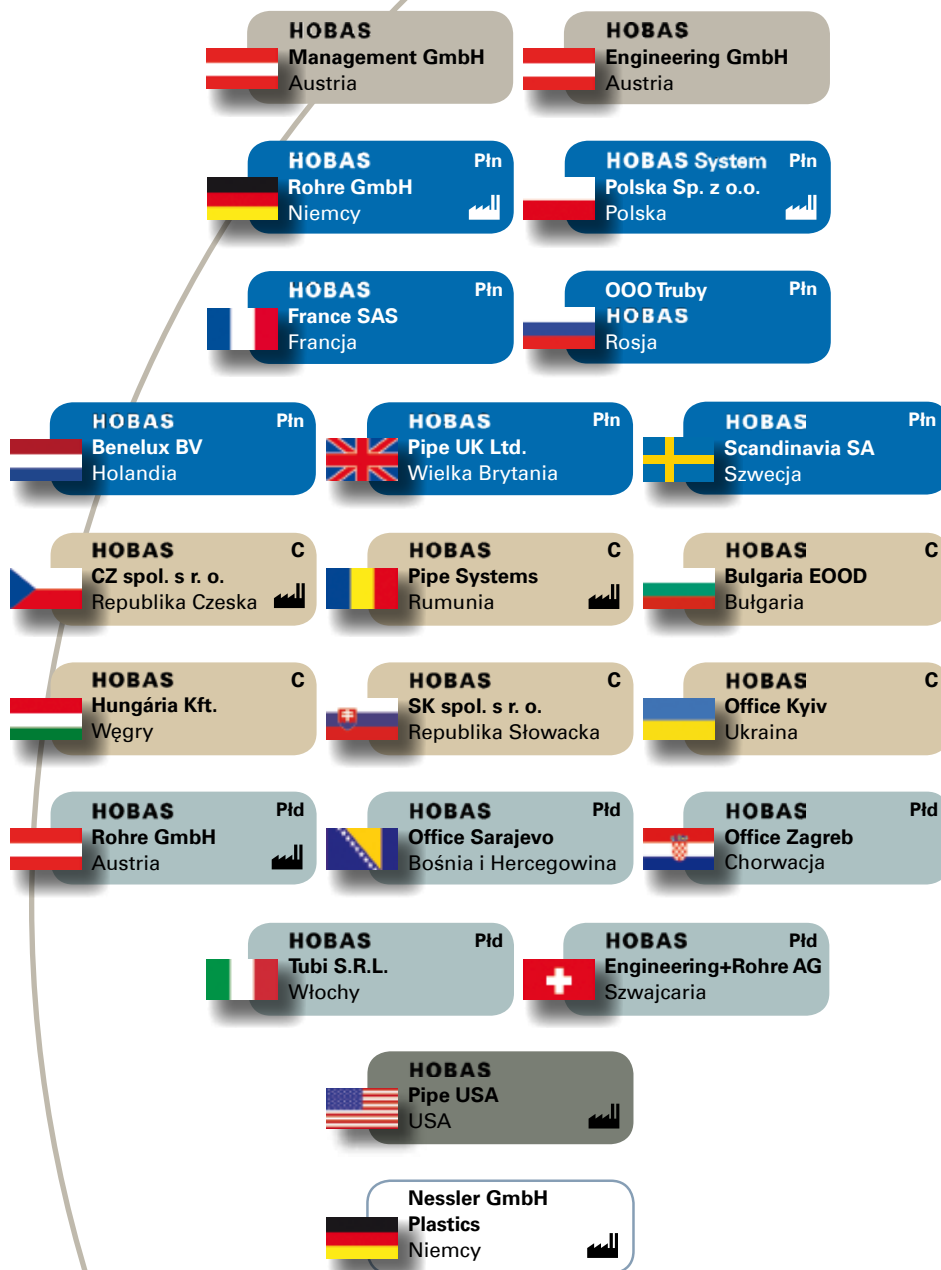 HOBAS
Management GmbH
Austria
HOBAS
Engineering GmbH
Austria
HOBAS Płn
Rohre GmbH
Niemcy
HOBAS System Płn
Polska Sp. z o.o.
Polska
HOBAS Płn
France SAS
Francja
OOO Truby Płn
HOBAS
Rosja
HOBAS Płn
Benelux BV
Holandia
HOBAS Płn
Pipe UK Ltd.
Wielka Brytania
HOBAS Płn
Scandinavia SA
Szwecja
HOBAS C
CZ spol. s r. o.
Republika Czeska
HOBAS C
Pipe Systems
Rumunia
HOBAS C
Bulgaria EOOD
Bułgaria
HOBAS C
Hungária Kft.
Węgry
HOBAS C
SK spol. s r. o.
Republika Słowacka
HOBAS C
Office Kyiv
Ukraina
HOBAS Płd
Rohre GmbH
Austria
HOBAS Płd
Office Sarajevo
Bośnia i Hercegowina
HOBAS Płd
Office Zagreb
Chorwacja
HOBAS Płd
Tubi S.R.L.
Włochy
HOBAS Płd
Engineering+Rohre AG
Szwajcaria
HOBAS
Pipe USA
USA
Nessler GmbH
Plastics
Niemcy